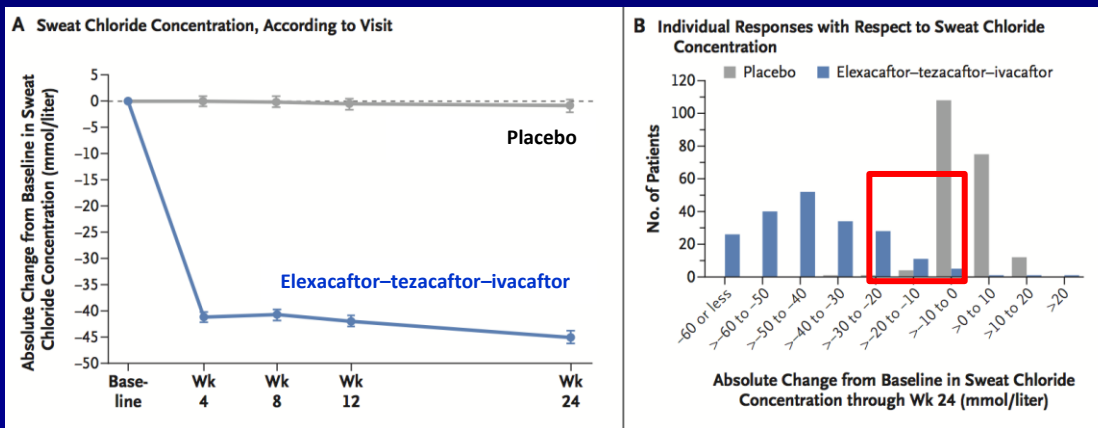 A Sweat Chloride Concentration, According to Visit
Absolute Change from Baseline in Sweat
Chloride Concentration (mmol/liter)
5
0
−5
−10
−15
−20
−25
−30
−35
−40
−45
−50
Placebo
Elexacaftor–tezacaftor–ivacaftor
Base-
line
Wk
4
Wk
8
Wk
12
Wk
24
B Individual Responses with Respect to Sweat Chloride
Concentration
Placebo
Elexacaftor–tezacaftor–ivacaftor
No. of Patients
120
100
80
60
40
20
0
−60 or less
>−60 to −50
>−50 to −40
>−40 to −30
>−30 to −20
>−20 to −10
>−10 to 0
>0 to 10
>10 to 20
>20
Absolute Change from Baseline in Sweat Chloride
Concentration through Wk 24 (mmol/liter)